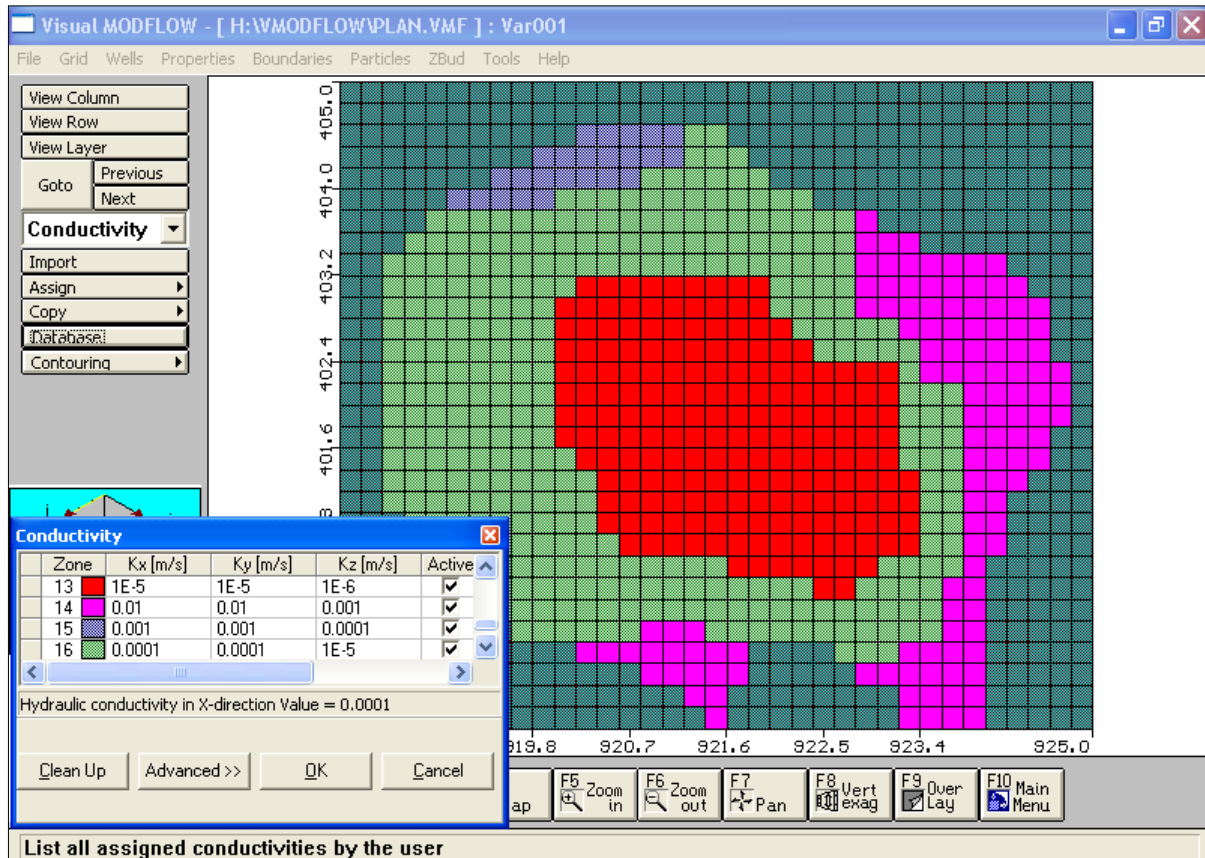 Visual MODFLOW - [ H:\VMODFLOW\PLAN.VMF ] : Var001
File Grid Wells Properties Boundaries Particles ZBud Tools Help
View Column
View Row
View Layer
Goto
Previous
Next
Conductivity
Import
Assign
Copy
Database
Contouring
405.0
404.0
403.2
402.4
401.6
Conductivity
Zone Kx [m/s] Ky [m/s] Kz [m/s] Active
13 1E-5 1E-5 1E-6
14 0.01 0.01 0.001
15 0.001 0.001 0.0001
16 0.0001 0.0001 1E-5
Hydraulic conductivity in X-direction Value = 0.0001
Clean Up Advanced >> OK Cancel
919.8 920.7 921.6 922.5 923.4 925.0
ap
F5 Zoom in
F6 Zoom out
F7 Pan
F8 Vert exag
F9 Over Lay
F10 Main Menu
List all assigned conductivities by the user